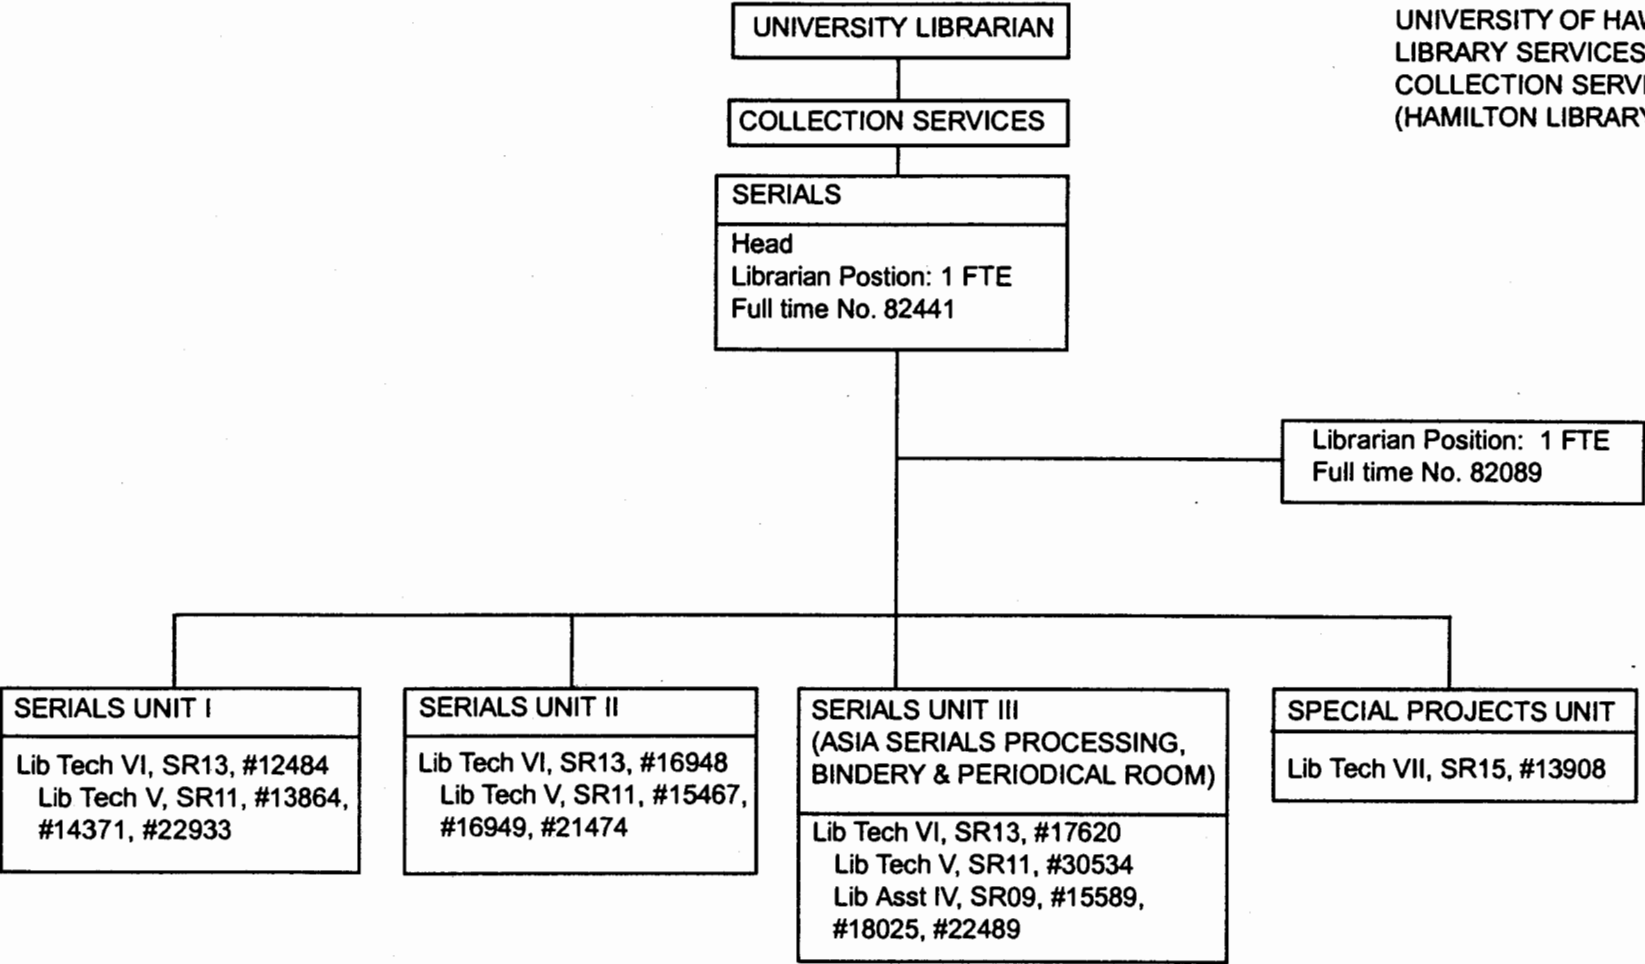 UNIVERSITY LIBRARIAN
UNIVERSITY OF
LIBRARY SERVICES
COLLECTION
(HAMILTON LIBRARY
COLLECTION SERVICES
SERIALS
Head
Librarian Postion: 1 FTE
Full time No. 82441
Librarian Position: 1 FTE
Full time No. 82089
SERIALS UNIT I
Lib Tech VI, SR13, #12484
Lib Tech V, SR11, #13864,
#14371, #22933
SERIALS UNIT II
Lib Tech VI, SR13, #16948
Lib Tech V, SR11, #15467,
#16949, #21474
SERIALS UNIT III
(ASIA SERIALS PROCESSING,
BINDERY & PERIODICAL ROOM)
Lib Tech VI, SR13, #17620
Lib Tech V, SR11, #30534
Lib Asst IV, SR09, #15589,
#18025, #22489
SPECIAL PROJECTS UNIT
Lib Tech VII, SR15, #13908